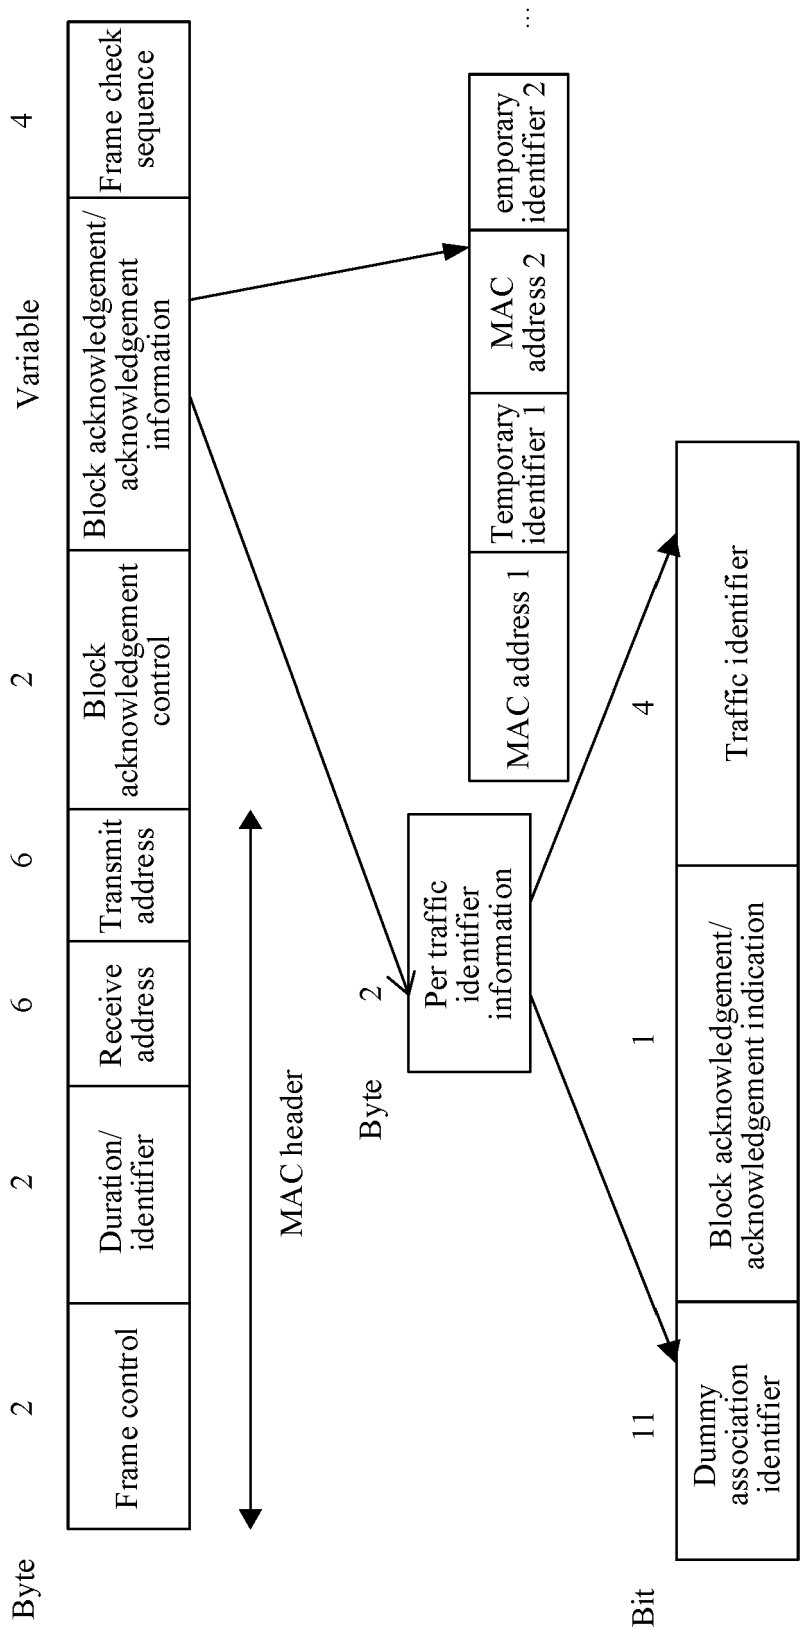 Byte
2
2
6
6
2
Variable
4
Frame control
Duration/
identifier
Receive
address
Transmit
address
Block
acknowledgement
control
Block acknowledgement/
acknowledgement
information
Frame check
sequence
MAC header
Byte
2
Per traffic
identifier
information
MAC address 1
Temporary
identifier 1
MAC
address 2
emporary
identifier 2
...
Bit
11
1
4
Dummy
association
identifier
Block acknowledgement/
acknowledgement indication
Traffic identifier